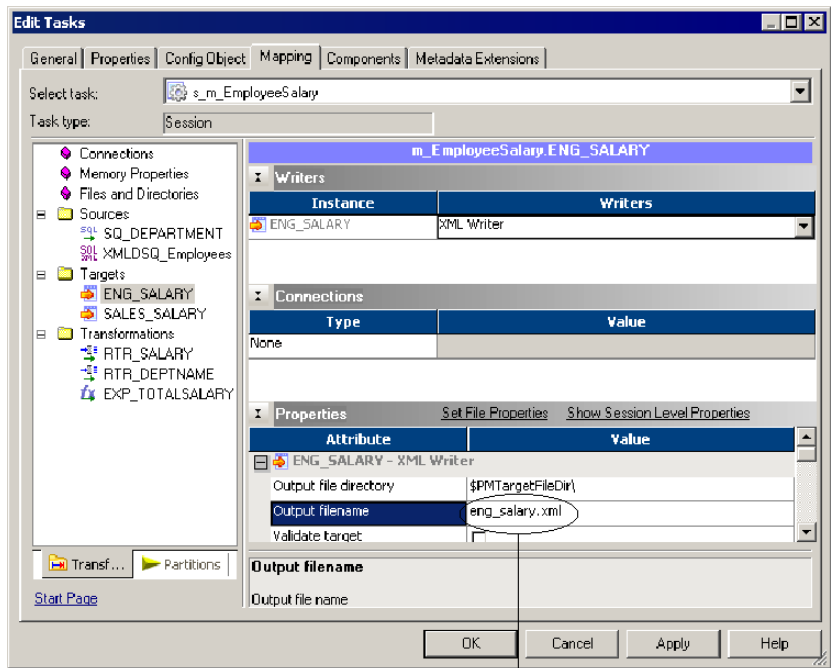 Edit Tasks
General Properties Config Object Mapping Components Metadata Extensions
Select task: s_m_EmployeeSalary
Task type: Session
Connections
Memory Properties
Files and Directories
Sources
SQ_DEPARTMENT
XMLDSQ_Employees
Targets
ENG_SALARY
SALES_SALARY
Transformations
RTR_SALARY
RTR_DEPTNAME
EXP_TOTALSALARY
Transf... Partitions
Start Page
m_EmployeeSalary.ENG_SALARY
Writers
Instance Writers
ENG_SALARY XML Writer
Connections
Type Value
None
Properties Set File Properties Show Session Level Properties
Attribute Value
ENG_SALARY - XML Writer
Output file directory $PMTargetFileDir\
Output filename eng_salary.xml
Validate target
Output filename
Output file name
OK Cancel Apply Help